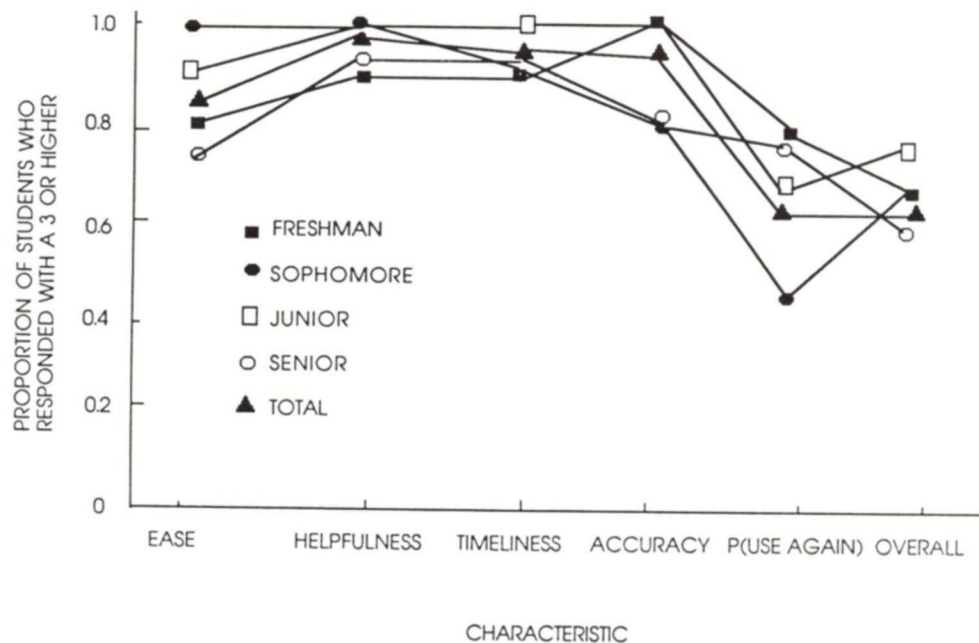 PROPORTION OF STUDENTS WHO
RESPONDED WITH A 3 OR HIGHER
1.0
0.8
0.6
0.4
0.2
0
FRESHMAN
SOPHOMORE
JUNIOR
SENIOR
TOTAL
EASE HELPFULNESS TIMELINESS ACCURACY P(USE AGAIN) OVERALL
CHARACTERISTIC